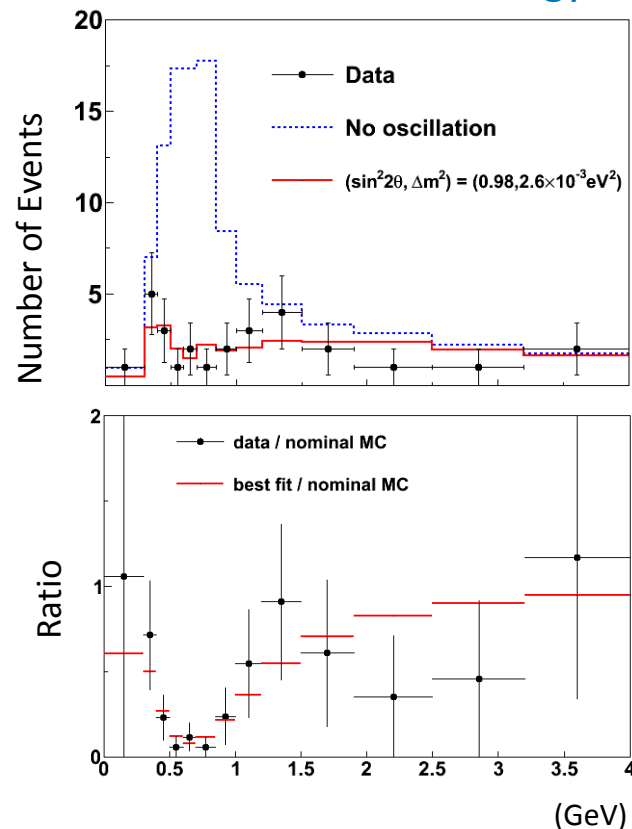 gy
20
15
10
5
Number of Events
Data
No oscillation
(sin²2θ, Δm²) = (0.98,2.6×10⁻³eV²)
2
1
0
Ratio
data / nominal MC
best fit / nominal MC
0 0.5 1 1.5 2 2.5 3 3.5 4
(GeV)